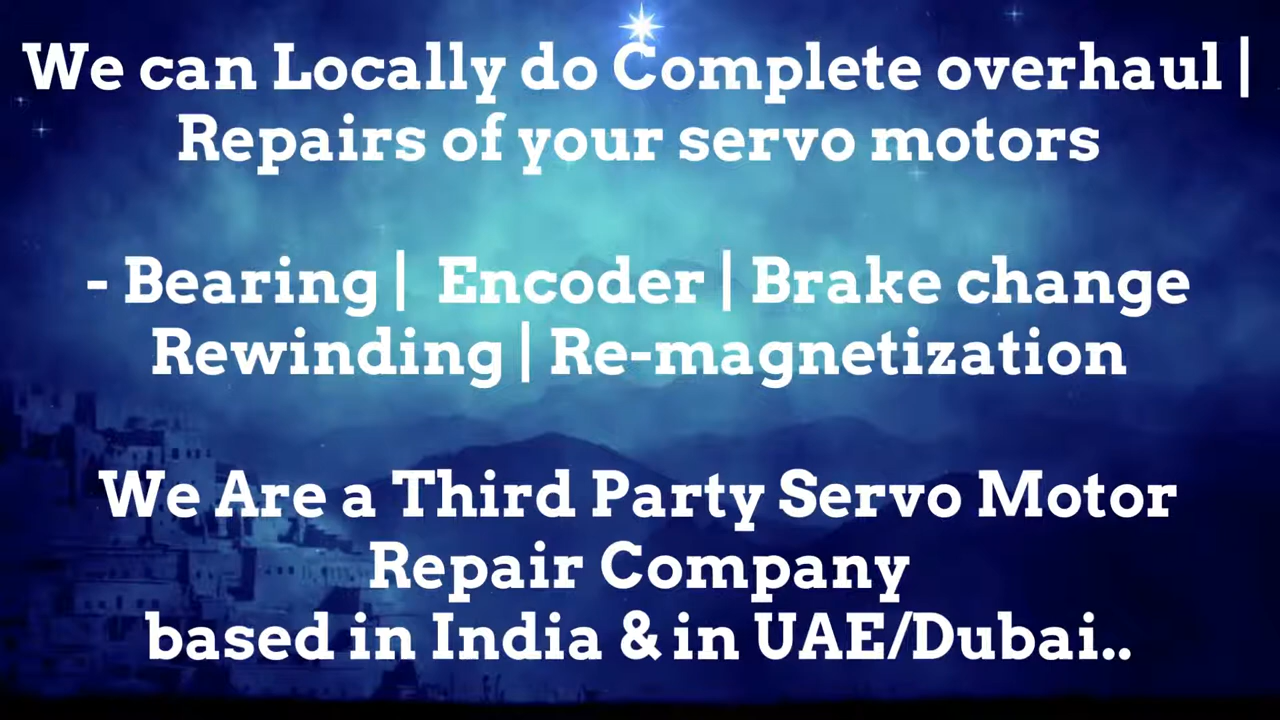 We can Locally do Complete overhaul |
Repairs of your servo motors
- Bearing | Encoder | Brake change
Rewinding | Re-magnetization
We Are a Third Party Servo Motor
Repair Company
based in India & in UAE/Dubai..